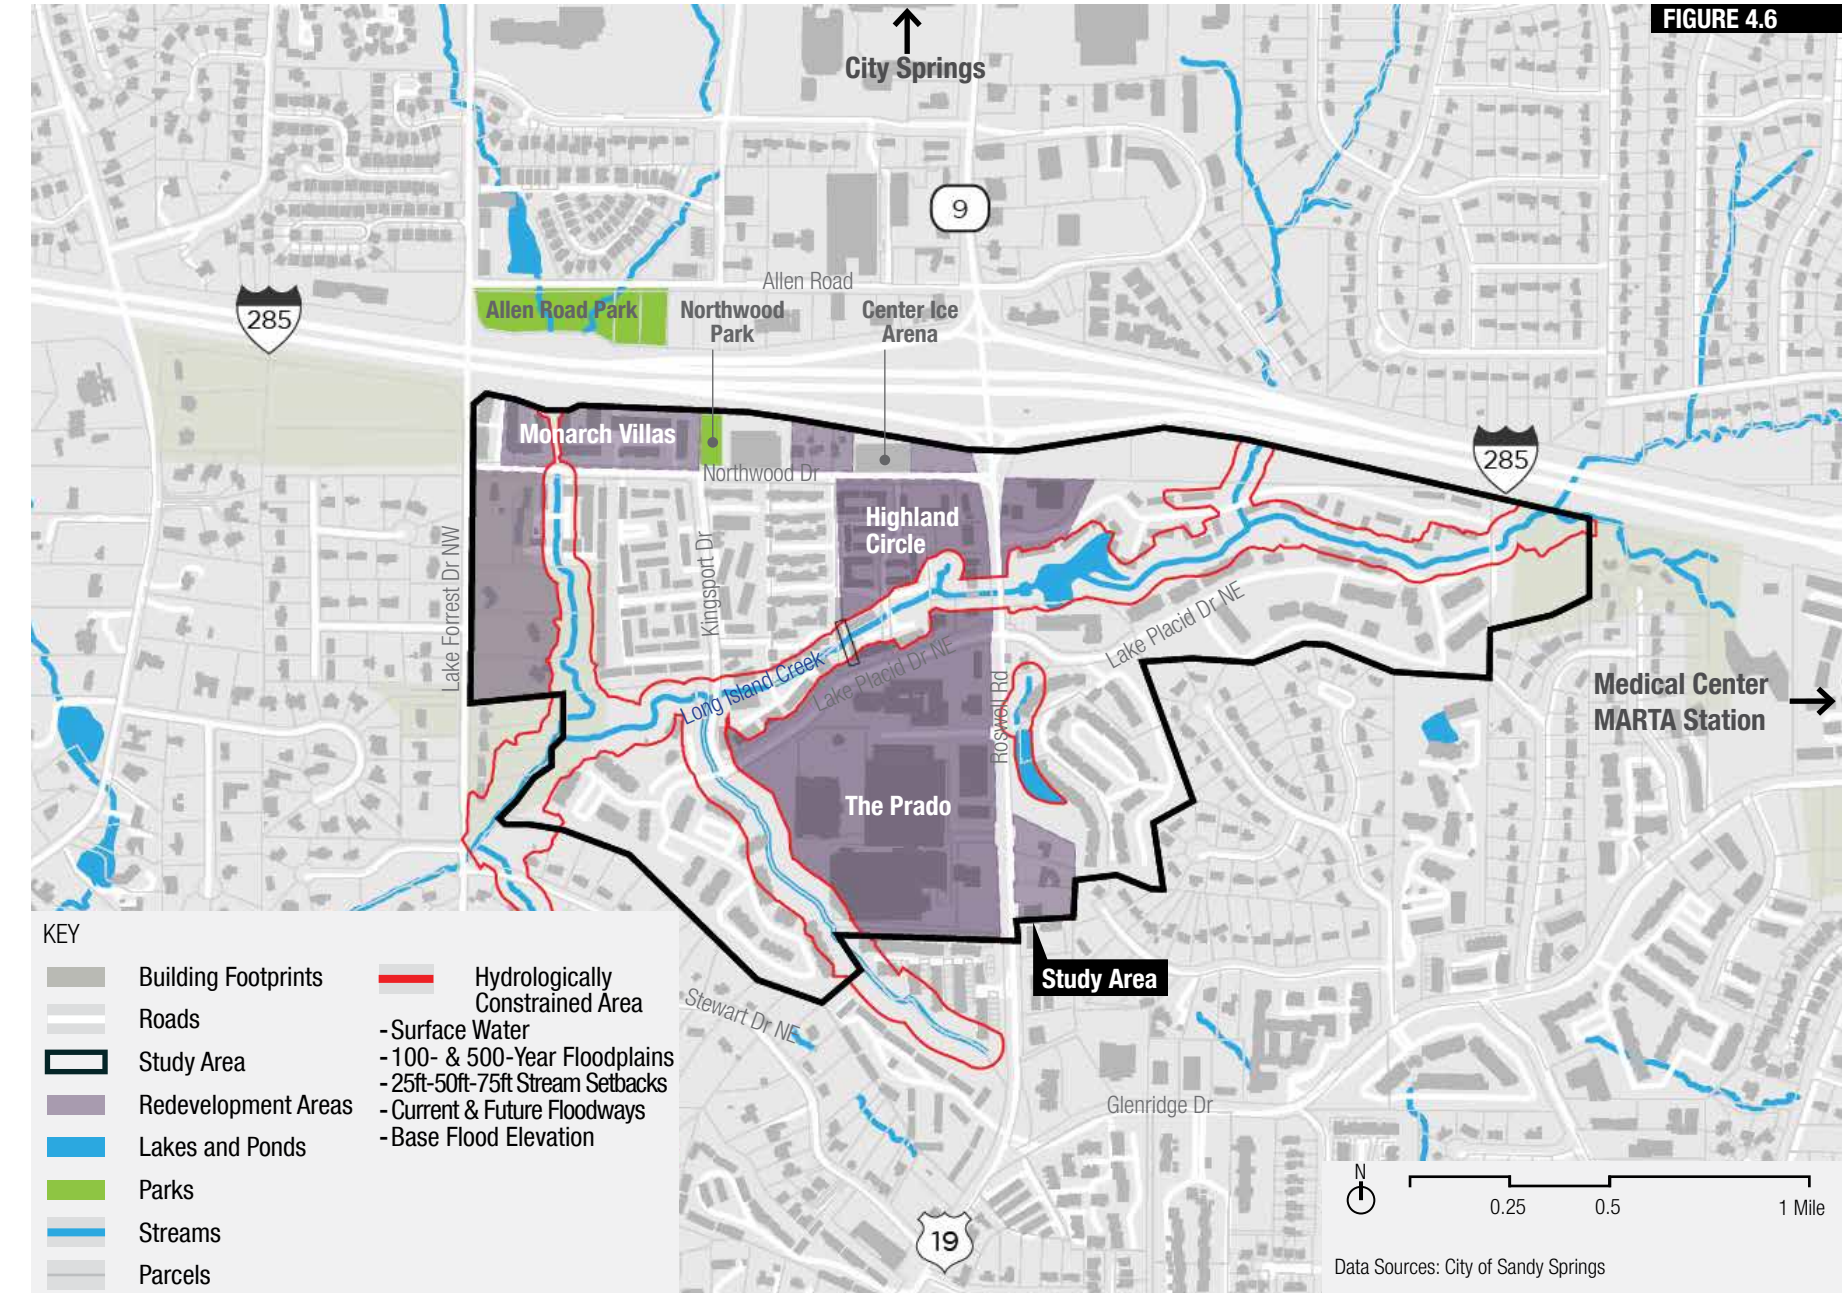 FIGURE 4.6
City Springs
9
Allen Road
285
Allen Road Park
Northwood
Park
Center Ice
Arena
Monarch Villas
Northwood Dr
285
Highland
Circle
Lake Forrest Dr NW
Kingsport Dr
Long Island Creek
Lake Placid Dr NE
Lake Placid Dr NE
Roswell Rd
Medical Center
MARTA Station
The Prado
Study Area
Stewart Dr NE
Glenridge Dr
19
KEY
Building Footprints
Roads
Study Area
Redevelopment Areas
Lakes and Ponds
Parks
Streams
Parcels
Hydrologically
Constrained Area
-Surface Water
-100- & 500-Year Floodplains
-25ft-50ft-75ft Stream Setbacks
-Current & Future Floodways
-Base Flood Elevation
N
0.25 0.5 1 Mile
Data Sources: City of Sandy Springs